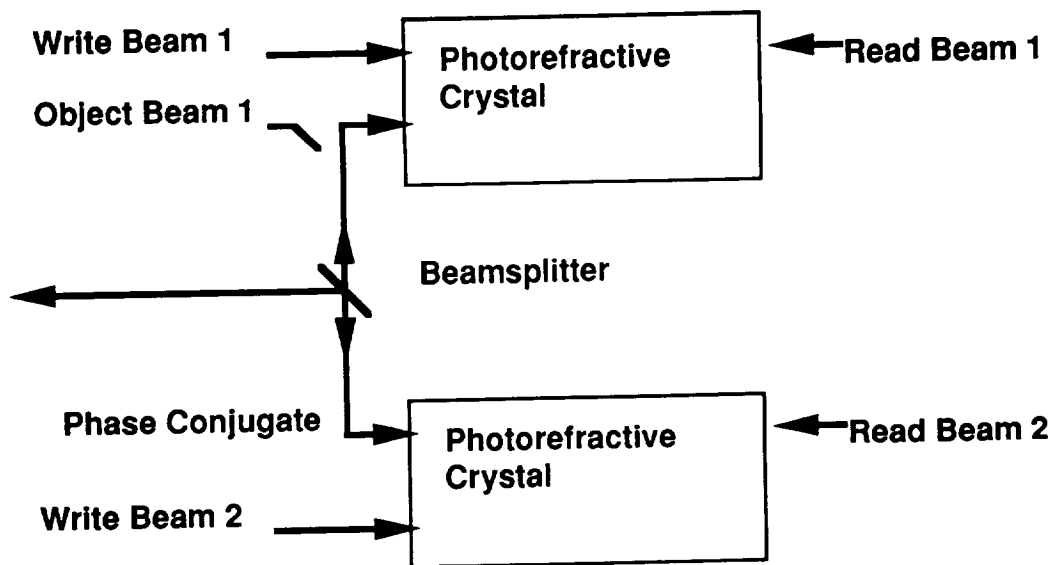 Write Beam 1
Photorefractive
Crystal
Read Beam 1
Object Beam 1
Beamsplitter
Phase Conjugate
Photorefractive
Crystal
Read Beam 2
Write Beam 2